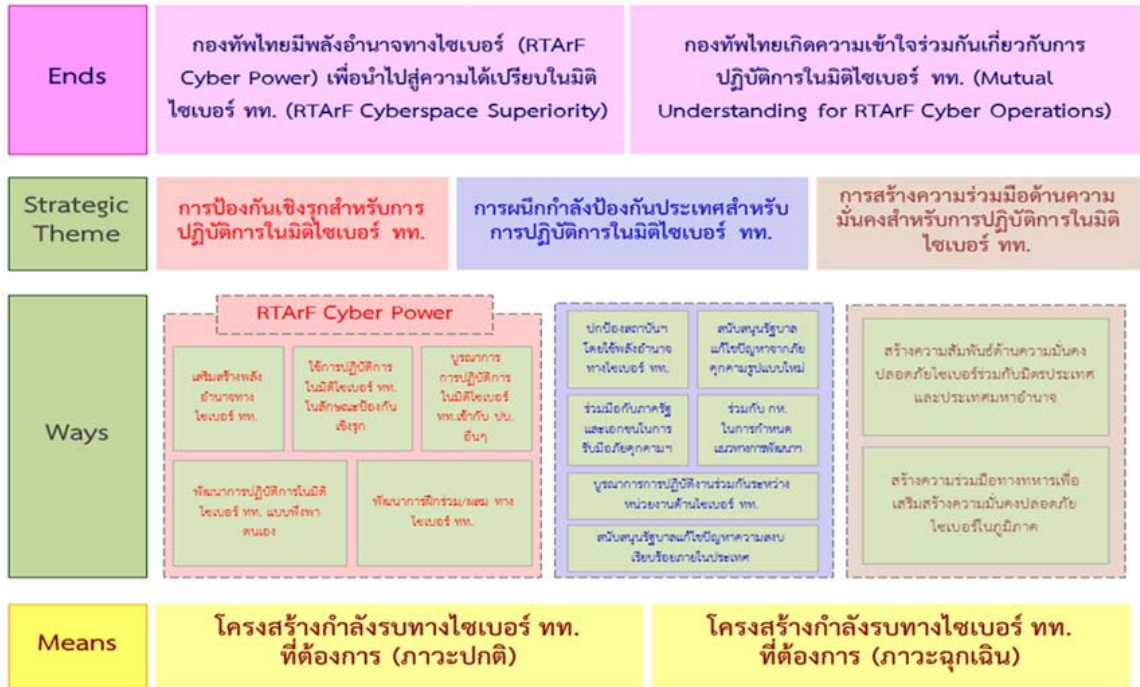 Ends
กองทัพไทยมีพลังอำนาจทางไซเบอร์ (RTArF
Cyber Power) เพื่อนำไปสู่ความได้เปรียบในมิติ
ไซเบอร์ ทท. (RTArF Cyberspace Superiority)
กองทัพไทยเกิดความเข้าใจร่วมกันเกี่ยวกับการ
ปฏิบัติการในมิติไซเบอร์ ทท. (Mutual
Understanding for RTArF Cyber Operations)
Strategic
Theme
การป้องกันเชิงรุกสำหรับการ
ปฏิบัติการในมิติไซเบอร์ ทท.
การผนึกกำลังป้องกันประเทศสำหรับ
การปฏิบัติการในมิติไซเบอร์ ทท.
การสร้างความร่วมมือด้านความ
มั่นคงสำหรับการปฏิบัติการในมิติ
ไซเบอร์ ทท.
Ways
RTArF Cyber Power
เสริมสร้างพลัง
อำนาจทาง
ไซเบอร์ ทท.
ใช้การปฏิบัติการ
ในมิติไซเบอร์ ทท.
ในลักษณะป้องกัน
เชิงรุก
บูรณาการ
การปฏิบัติการ
ในมิติไซเบอร์
ทท.เข้ากับ ปบ.
อื่นๆ
พัฒนาการปฏิบัติการในมิติ
ไซเบอร์ ทท. แบบพึ่งพา
ตนเอง
พัฒนาการฝึกร่วม/ผสม ทาง
ไซเบอร์ ทท.
ปกป้องสถาบันฯ
โดยใช้พลังอำนาจ
ทางไซเบอร์ ทท.
สนับสนุนรัฐบาล
แก้ไขปัญหาจากภัย
คุกคามรูปแบบใหม่
ร่วมมือกับภาครัฐ
และเอกชนในการ
รับมือภัยคุกคามฯ
ร่วมกับ กห.
ในการกำหนด
แนวทางการพัฒนาฯ
บูรณาการการปฏิบัติงานร่วมกันระหว่าง
หน่วยงานด้านไซเบอร์ ทท.
สนับสนุนรัฐบาลแก้ไขปัญหาความสงบ
เรียบร้อยภายในประเทศ
สร้างความสัมพันธ์ด้านความมั่นคง
ปลอดภัยไซเบอร์ร่วมกับมิตรประเทศ
และประเทศมหาอำนาจ
สร้างความร่วมมือทางทหารเพื่อ
เสริมสร้างความมั่นคงปลอดภัย
ไซเบอร์ในภูมิภาค
Means
โครงสร้างกำลังรบทางไซเบอร์ ทท.
ที่ต้องการ (ภาวะปกติ)
โครงสร้างกำลังรบทางไซเบอร์ ทท.
ที่ต้องการ (ภาวะฉุกเฉิน)